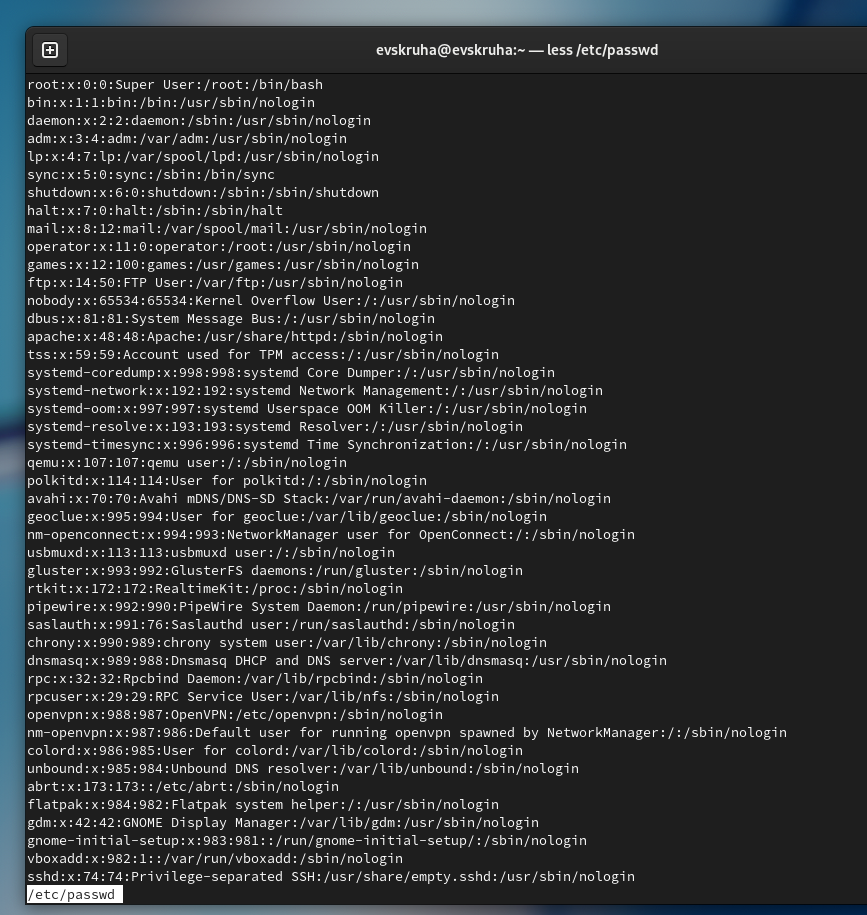 evskruha@evskruha:~ — less /etc/passwd
root:x:0:0:Super User:/root:/bin/bash
bin:x:1:1:bin:/bin:/usr/sbin/nologin
daemon:x:2:2:daemon:/sbin:/usr/sbin/nologin
adm:x:3:4:adm:/var/adm:/usr/sbin/nologin
lp:x:4:7:lp:/var/spool/lpd:/usr/sbin/nologin
sync:x:5:0:sync:/sbin:/bin/sync
shutdown:x:6:0:shutdown:/sbin:/sbin/shutdown
halt:x:7:0:halt:/sbin:/sbin/halt
mail:x:8:12:mail:/var/spool/mail:/usr/sbin/nologin
operator:x:11:0:operator:/root:/usr/sbin/nologin
games:x:12:100:games:/usr/games:/usr/sbin/nologin
ftp:x:14:50:FTP User:/var/ftp:/usr/sbin/nologin
nobody:x:65534:65534:Kernel Overflow User:/:/usr/sbin/nologin
dbus:x:81:81:System Message Bus:/:/usr/sbin/nologin
apache:x:48:48:Apache:/usr/share/httpd:/sbin/nologin
tss:x:59:59:Account used for TPM access:/:/usr/sbin/nologin
systemd-coredump:x:998:998:systemd Core Dumper:/:/usr/sbin/nologin
systemd-network:x:192:192:systemd Network Management:/:/usr/sbin/nologin
systemd-oom:x:997:997:systemd Userspace OOM Killer:/:/usr/sbin/nologin
systemd-resolve:x:193:193:systemd Resolver:/:/usr/sbin/nologin
systemd-timesync:x:996:996:systemd Time Synchronization:/:/usr/sbin/nologin
qemu:x:107:107:qemu user:/:/sbin/nologin
polkitd:x:114:114:User for polkitd:/:/sbin/nologin
avahi:x:70:70:Avahi mDNS/DNS-SD Stack:/var/run/avahi-daemon:/sbin/nologin
geoclue:x:995:994:User for geoclue:/var/lib/geoclue:/sbin/nologin
nm-openconnect:x:994:993:NetworkManager user for OpenConnect:/:/sbin/nologin
usbmuxd:x:113:113:usbmuxd user:/:/sbin/nologin
gluster:x:993:992:GlusterFS daemons:/run/gluster:/sbin/nologin
rtkit:x:172:172:RealtimeKit:/proc:/sbin/nologin
pipewire:x:992:990:PipeWire System Daemon:/run/pipewire:/usr/sbin/nologin
saslauth:x:991:76:Saslauthd user:/run/saslauthd:/sbin/nologin
chrony:x:990:989:chrony system user:/var/lib/chrony:/sbin/nologin
dnsmasq:x:989:988:Dnsmasq DHCP and DNS server:/var/lib/dnsmasq:/usr/sbin/nologin
rpc:x:32:32:Rpcbind Daemon:/var/lib/rpcbind:/sbin/nologin
rpcuser:x:29:29:RPC Service User:/var/lib/nfs:/sbin/nologin
openvpn:x:988:987:OpenVPN:/etc/openvpn:/sbin/nologin
nm-openvpn:x:987:986:Default user for running openvpn spawned by NetworkManager:/:/sbin/nologin
colord:x:986:985:User for colord:/var/lib/colord:/sbin/nologin
unbound:x:985:984:Unbound DNS resolver:/var/lib/unbound:/sbin/nologin
abrt:x:173:173::/etc/abrt:/sbin/nologin
flatpak:x:984:982:Flatpak system helper:/:/usr/sbin/nologin
gdm:x:42:42:GNOME Display Manager:/var/lib/gdm:/usr/sbin/nologin
gnome-initial-setup:x:983:981::/run/gnome-initial-setup/:/sbin/nologin
vboxadd:x:982:1::/var/run/vboxadd:/sbin/nologin
sshd:x:74:74:Privilege-separated SSH:/usr/share/empty.sshd:/usr/sbin/nologin
/etc/passwd